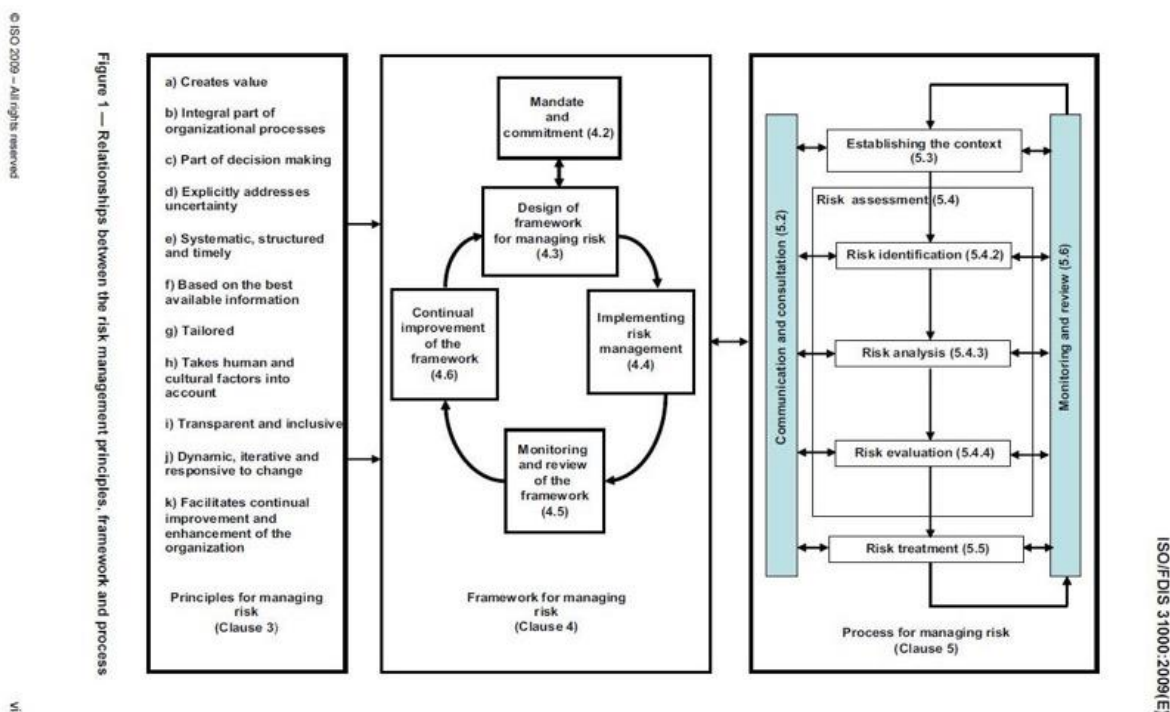 © ISO 2009 – All rights reserved
Figure 1 — Relationships between the risk management principles, framework and process
a) Creates value
b) Integral part of
organizational processes
c) Part of decision making
d) Explicitly addresses
uncertainty
e) Systematic, structured
and timely
f) Based on the best
available information
g) Tailored
h) Takes human and
cultural factors into
account
i) Transparent and inclusive
j) Dynamic, iterative and
responsive to change
k) Facilitates continual
improvement and
enhancement of the
organization
Principles for managing
risk
(Clause 3)
Mandate
and
commitment (4.2)
Design of
framework
for managing risk
(4.3)
Continual
improvement
of the
framework
(4.6)
Implementing
risk
management
(4.4)
Monitoring
and review
of the
framework
(4.5)
Framework for managing
risk
(Clause 4)
Communication and consultation (5.2)
Establishing the context
(5.3)
Risk assessment (5.4)
Risk identification (5.4.2)
Risk analysis (5.4.3)
Risk evaluation (5.4.4)
Risk treatment (5.5)
Monitoring and review (5.6)
Process for managing risk
(Clause 5)
ISO/FDIS 31000:2009(E)
vi